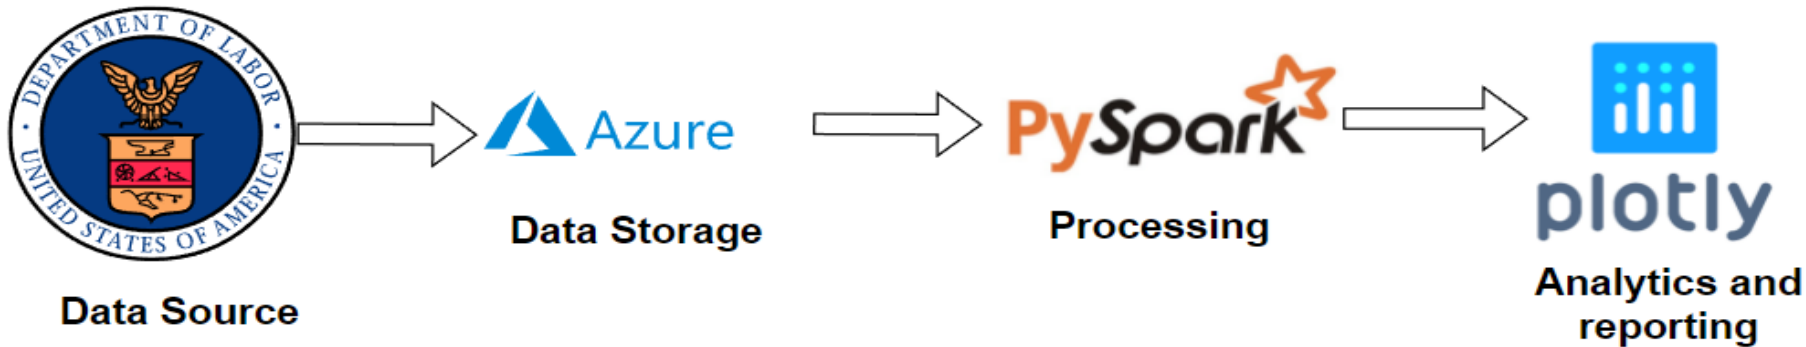 DEPARTMENT OF LABOR
UNITED STATES OF AMERICA
Data Source
Azure
Data Storage
PySpark
Processing
plotly
Analytics and
reporting